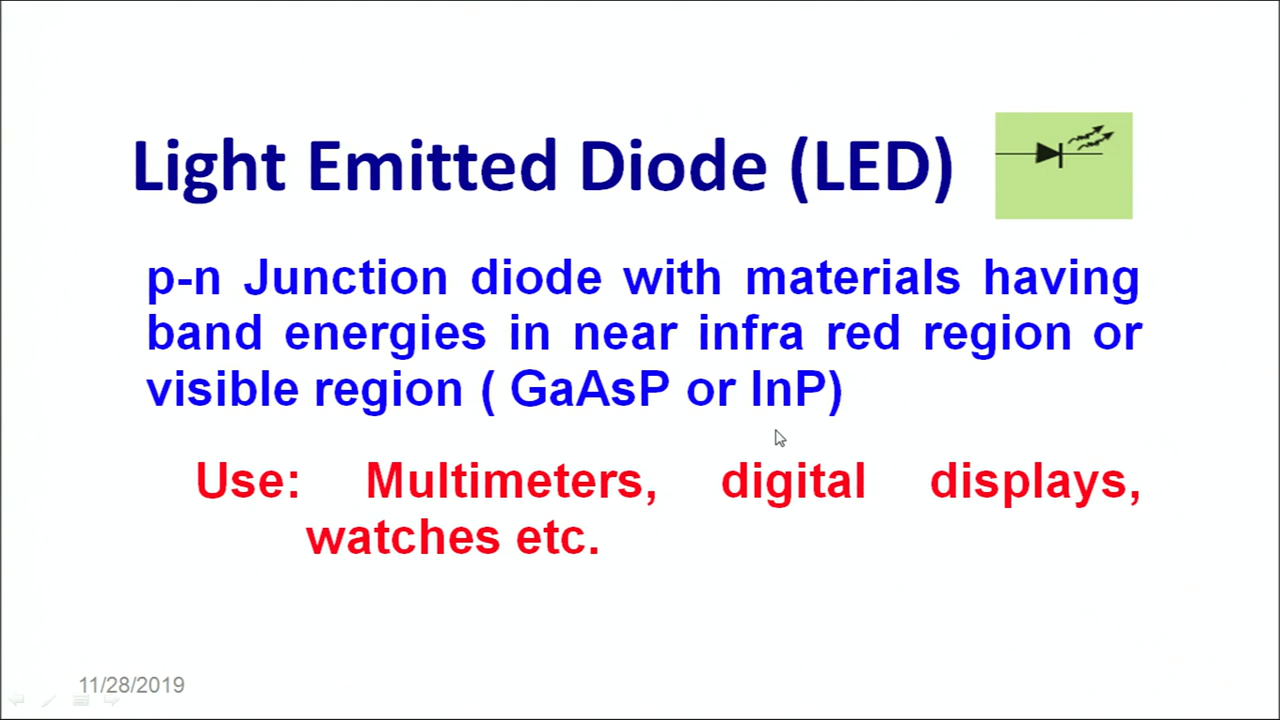 Light Emitted Diode (LED)
p-n Junction diode with materials having
band energies in near infra red region or
visible region ( GaAsP or InP)
Use: Multimeters, digital displays,
watches etc.
11/28/2019